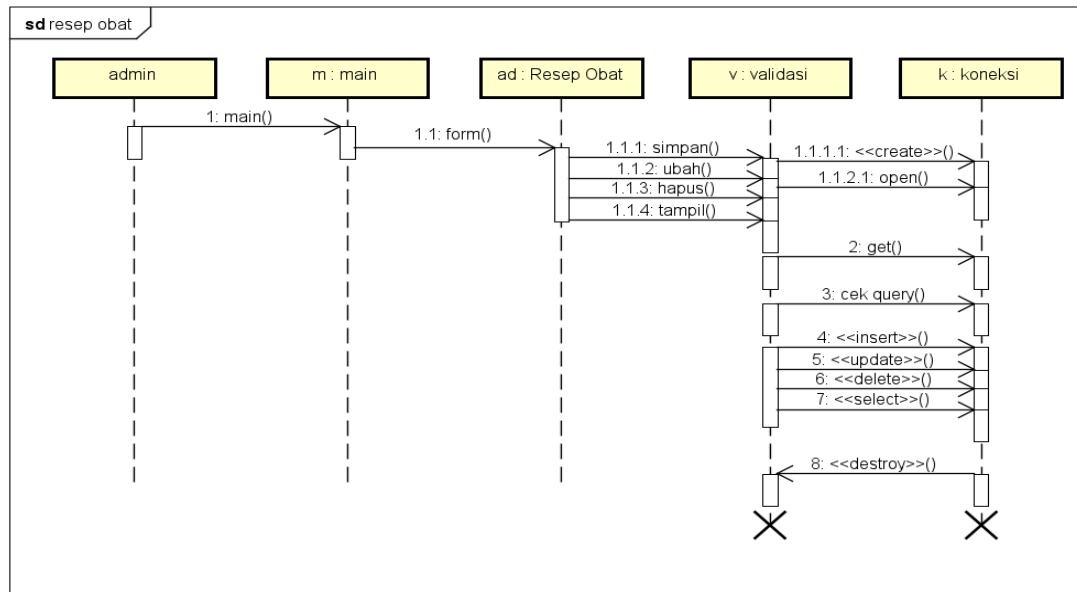 sd resep obat
admin
m : main
ad : Resep Obat
v : validasi
k : koneksi
1: main()
1.1: form()
1.1.1: simpan()
1.1.1.1: <<create>>()
1.1.2: ubah()
1.1.2.1: open()
1.1.3: hapus()
1.1.4: tampil()
2: get()
3: cek query()
4: <<insert>>()
5: <<update>>()
6: <<delete>>()
7: <<select>>()
8: <<destroy>>()